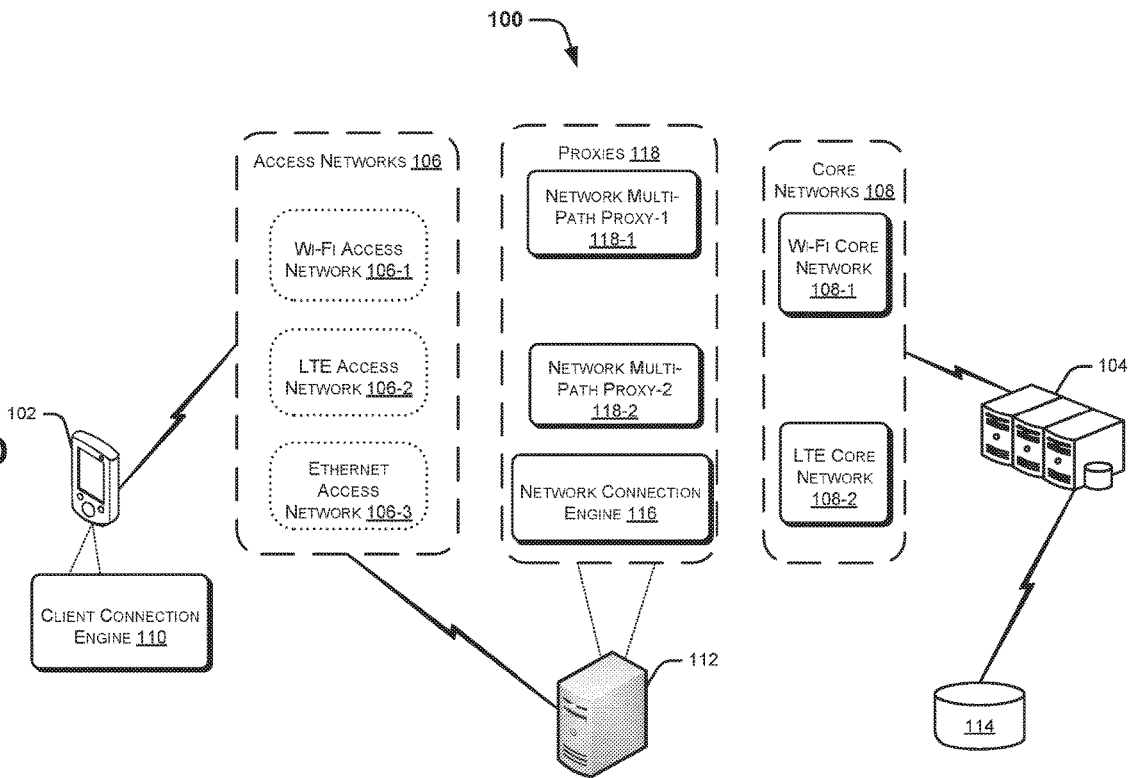 100
ACCESS NETWORKS 106
WI-FI ACCESS
NETWORK 106-1
LTE ACCESS
NETWORK 106-2
ETHERNET
ACCESS
NETWORK 106-3
PROXIES 118
NETWORK MULTI-
PATH PROXY-1
118-1
NETWORK MULTI-
PATH PROXY-2
118-2
NETWORK CONNECTION
ENGINE 116
CORE
NETWORKS 108
WI-FI CORE
NETWORK
108-1
LTE CORE
NETWORK
108-2
102
CLIENT CONNECTION
ENGINE 110
104
112
114